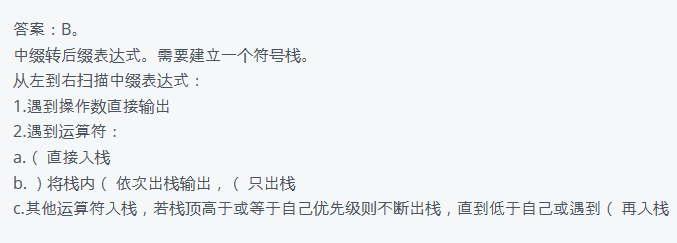 答案：B。
中缀转后缀表达式。需要建立一个符号栈。
从左到右扫描中缀表达式：
1.遇到操作数直接输出
2.遇到运算符：
a.（ 直接入栈
b. ）将栈内（ 依次出栈输出，（ 只出栈
c.其他运算符入栈，若栈顶高于或等于自己优先级则不断出栈，直到低于自己或遇到（ 再入栈